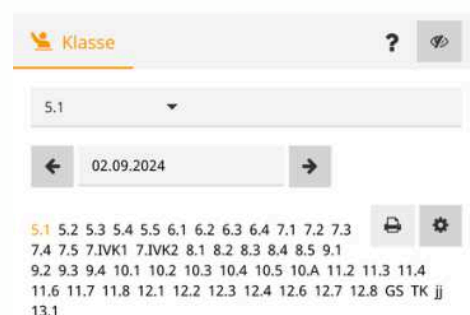 Klasse ?
5.1
02.09.2024
5.1 5.2 5.3 5.4 5.5 6.1 6.2 6.3 6.4 7.1 7.2 7.3
7.4 7.5 7.IVK1 7.IVK2 8.1 8.2 8.3 8.4 8.5 9.1
9.2 9.3 9.4 10.1 10.2 10.3 10.4 10.5 10.A 11.2 11.3 11.4
11.6 11.7 11.8 12.1 12.2 12.3 12.4 12.6 12.7 12.8 GS TK jj
13.1